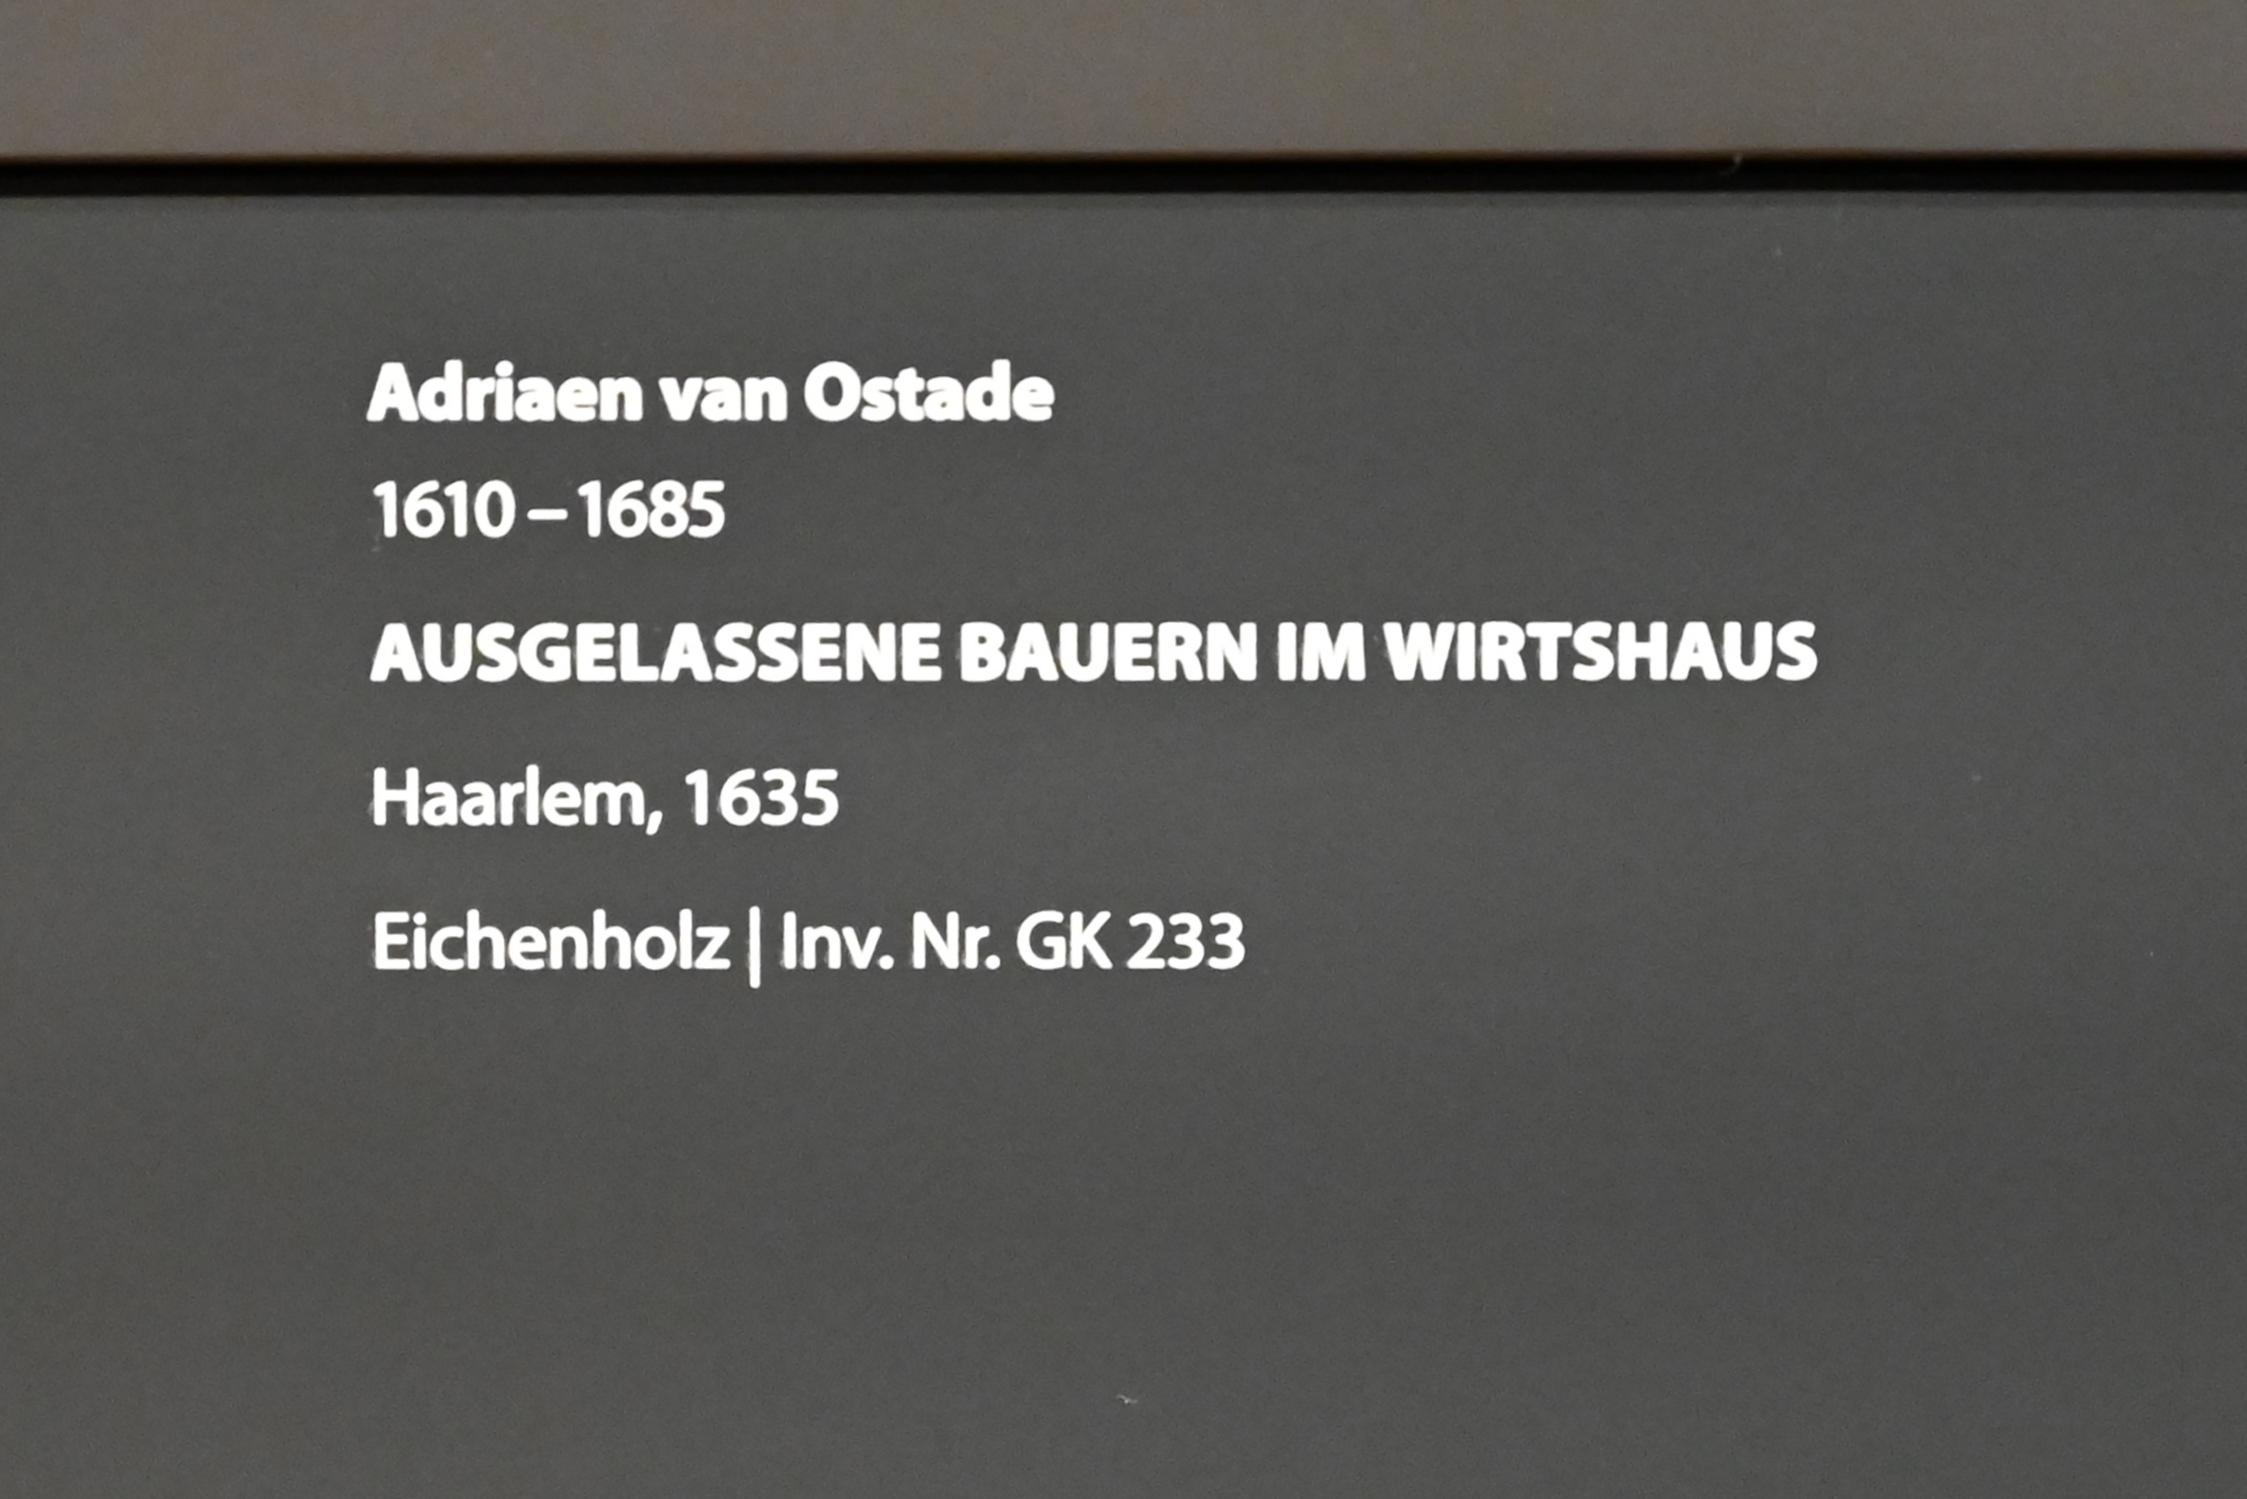 Adriaen van Ostade
1610 – 1685
AUSGELASSENE BAUERN IM WIRTSHAUS
Haarlem, 1635
Eichenholz | Inv. Nr. GK 233